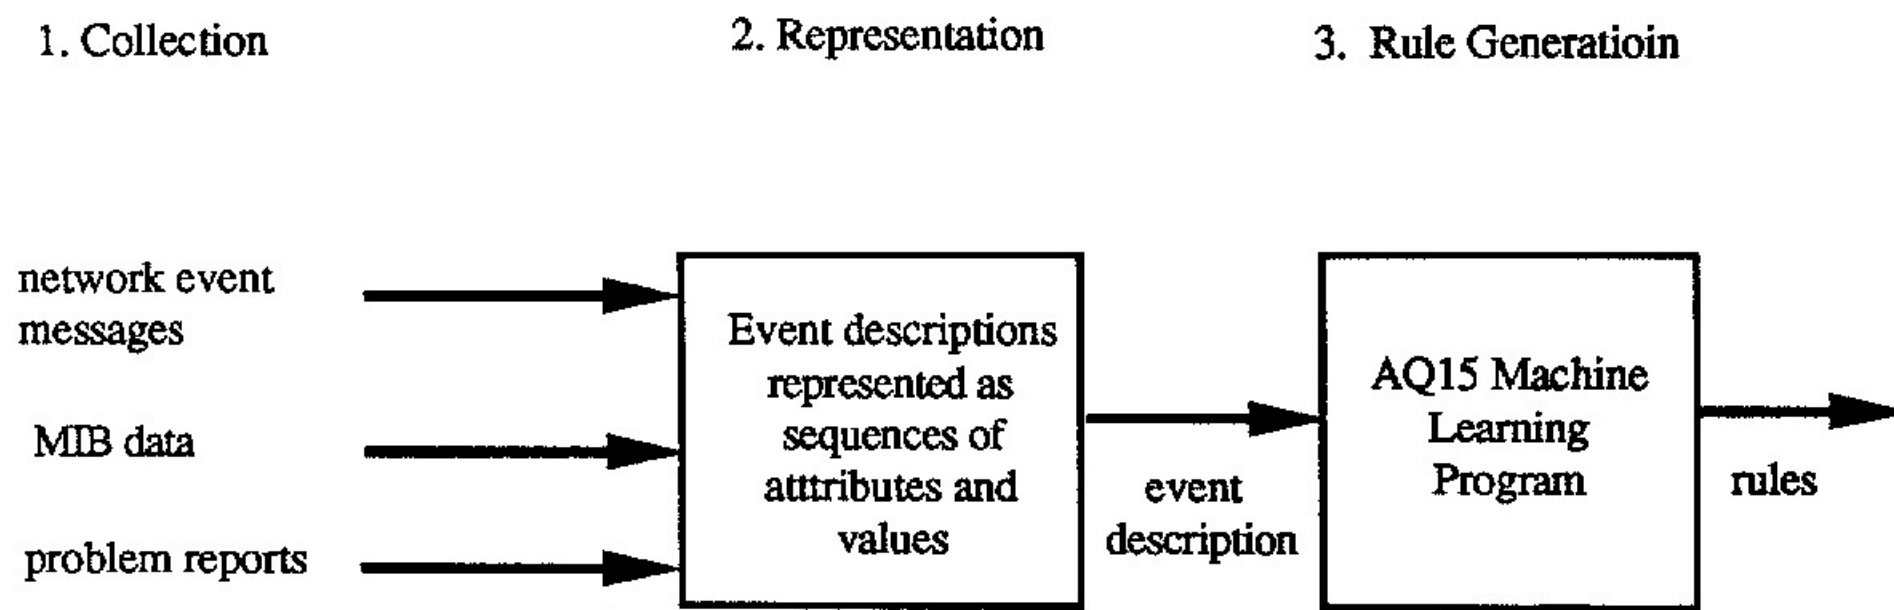 1. Collection
2. Representation
3. Rule Generatioin
network event
messages
MIB data
problem reports
Event descriptions
represented as
sequences of
atttributes and
values
event
description
AQ15 Machine
Learning
Program
rules